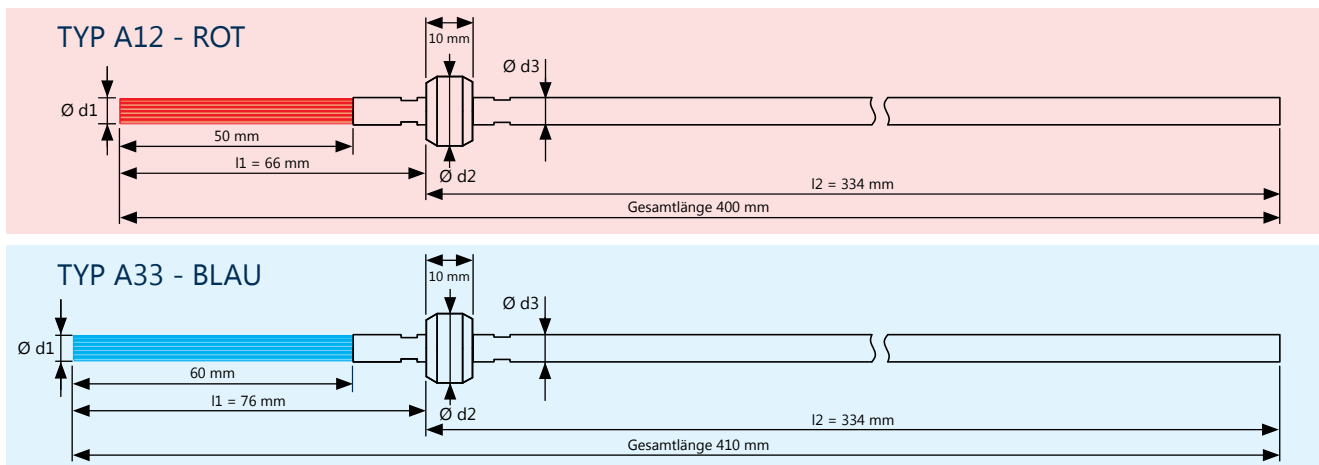 TYP A12 - ROT
10 mm
Ø d3
Ø d1
50 mm
l1 = 66 mm
Ø d2
l2 = 334 mm
Gesamtlänge 400 mm
TYP A33 - BLAU
10 mm
Ø d3
Ø d1
60 mm
l1 = 76 mm
Ø d2
l2 = 334 mm
Gesamtlänge 410 mm